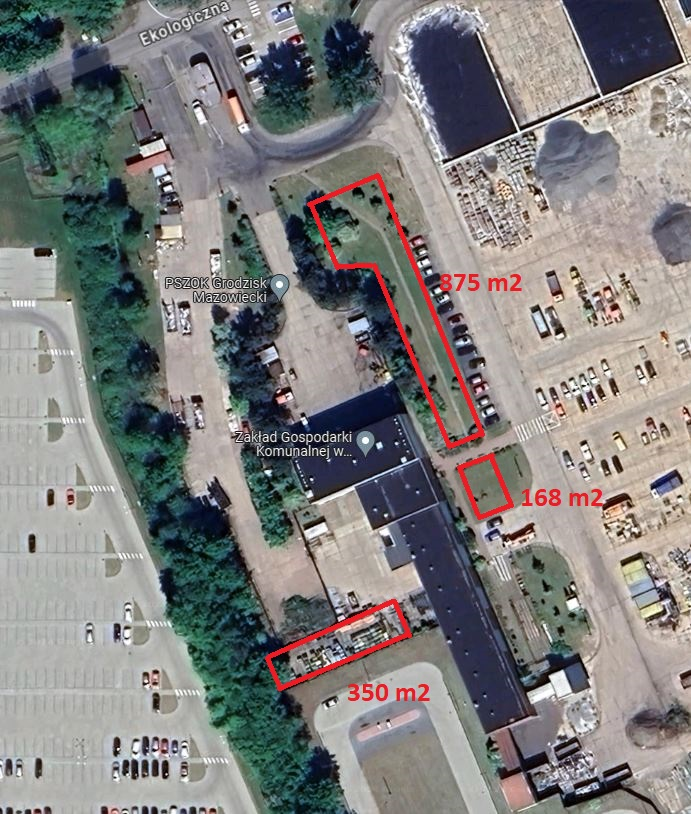 Ekologiczna
PSZOK Grodzisk
Mazowiecki
875 m2
Zakład Gospodarki
Komunalnej w...
168 m2
350 m2